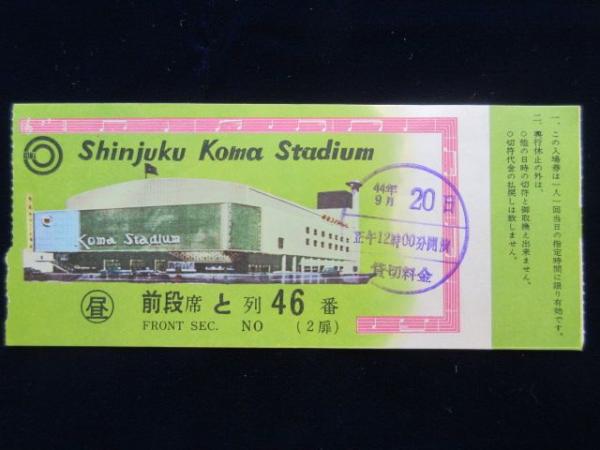 Shinjuku Koma Stadium
Koma Stadium
44年
9月 20日
正午12時00分開演
貸切料金
昼 前段席 と 列 46 番
FRONT SEC. NO (2扉)
一、この入場券は一人一回当日の指定時間に限り有効です。
二、興行休止の外は、
○他の日時の切符と御取換え出来ません。
○切符代金の払戻しは致しません。